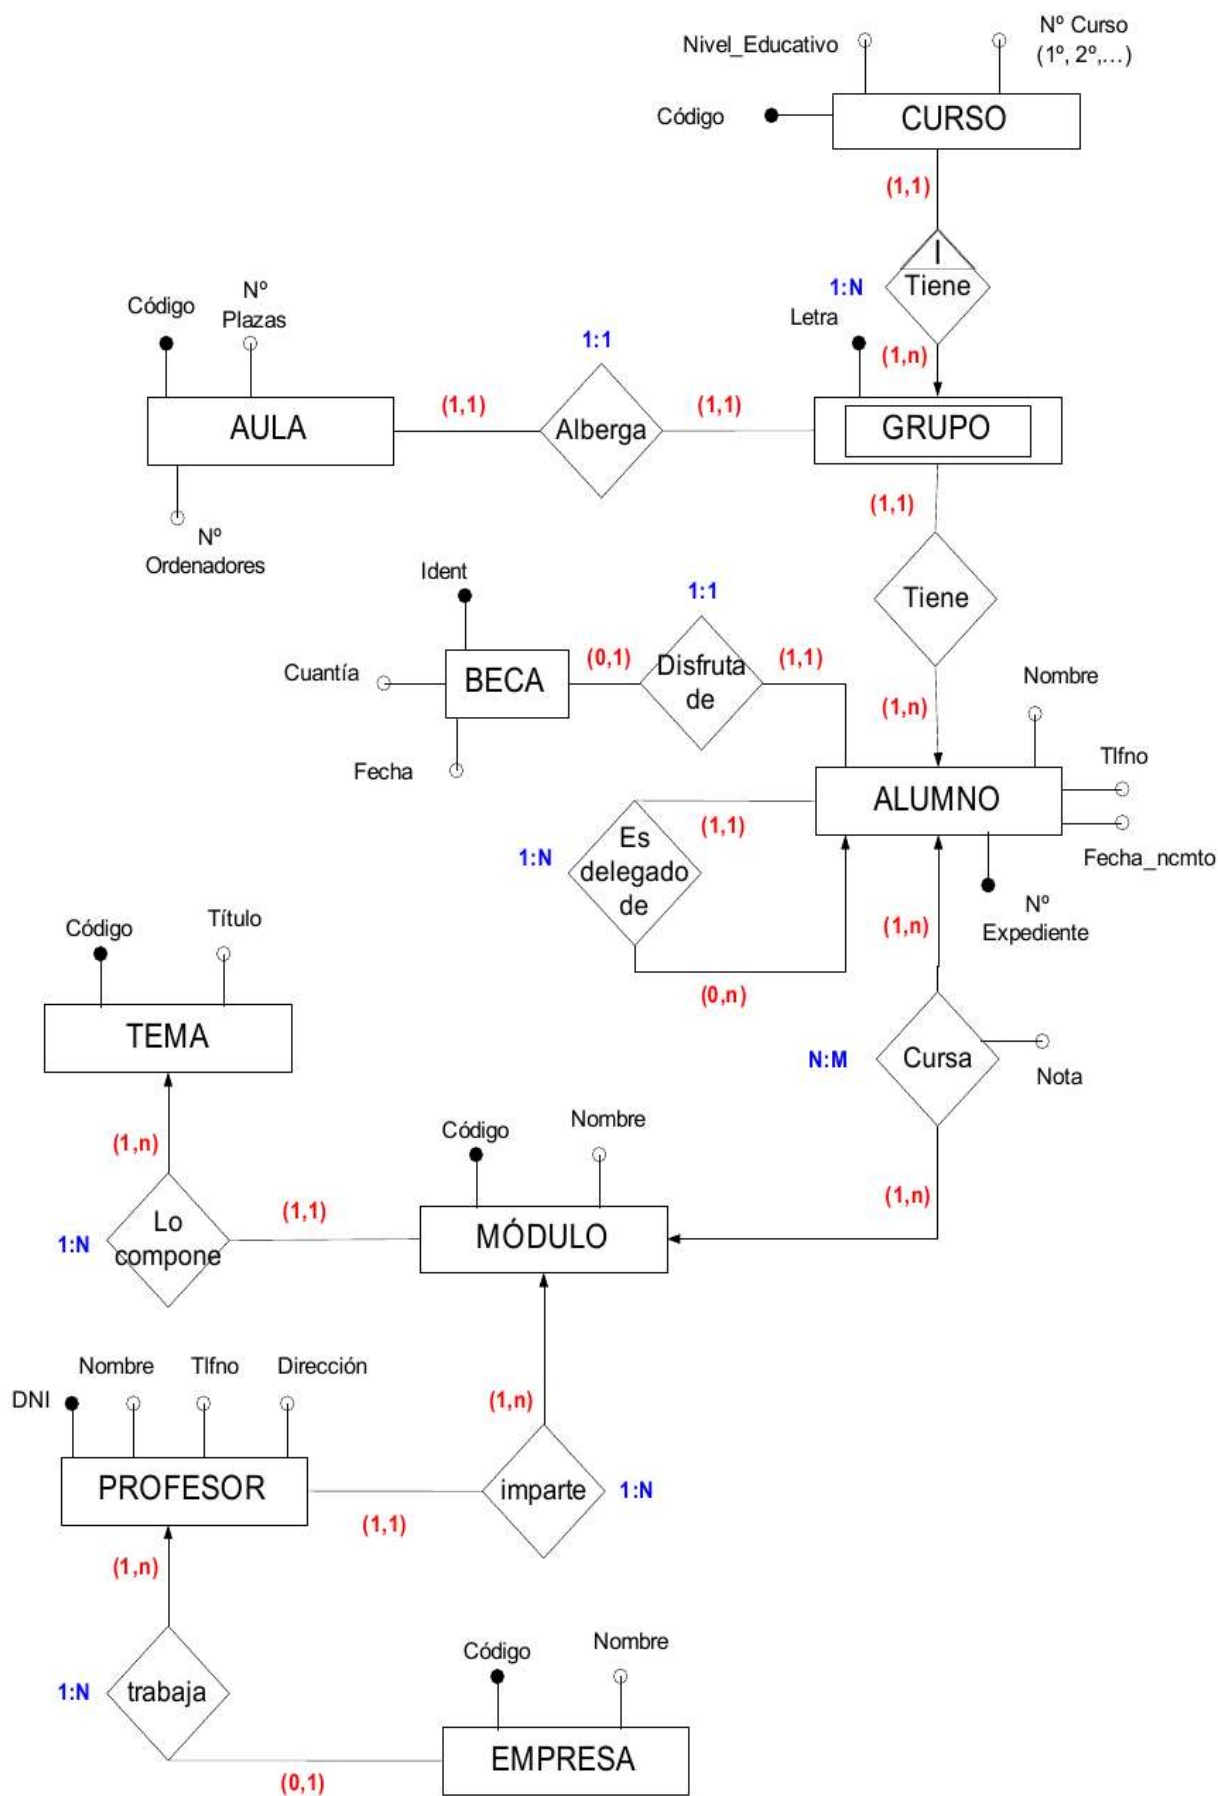 Nivel_Educativo
Nº Curso
(1º, 2º,...)
Código
CURSO
(1,1)
I
Tiene
1:N
Letra
(1,n)
Código
Nº
Plazas
1:1
AULA
(1,1)
Alberga
(1,1)
GRUPO
Nº
Ordenadores
(1,1)
Tiene
Ident
1:1
Cuantía
BECA
(0,1)
Disfruta
de
(1,1)
Fecha
(1,n)
Nombre
Tlfno
ALUMNO
Fecha_ncmto
Nº
Expediente
(1,1)
1:N
Es
delegado
de
(0,n)
(1,n)
N:M
Cursa
Nota
(1,n)
Código
Título
TEMA
(1,n)
1:N
Lo
compone
(1,1)
Código
Nombre
MÓDULO
DNI
Nombre
Tlfno
Dirección
PROFESOR
(1,1)
(1,n)
imparte
1:N
(1,n)
1:N
trabaja
(0,1)
Código
Nombre
EMPRESA